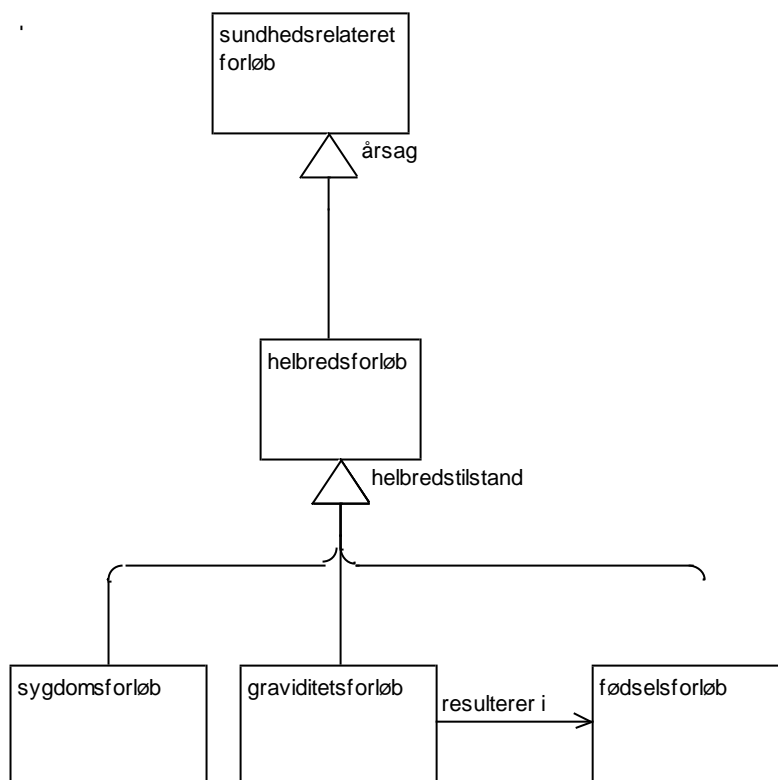 sundhedsrelateret
forløb
årsag
helbredsforløb
helbredstilstand
sygdomsforløb
graviditetsforløb
resulterer i
fødselsforløb